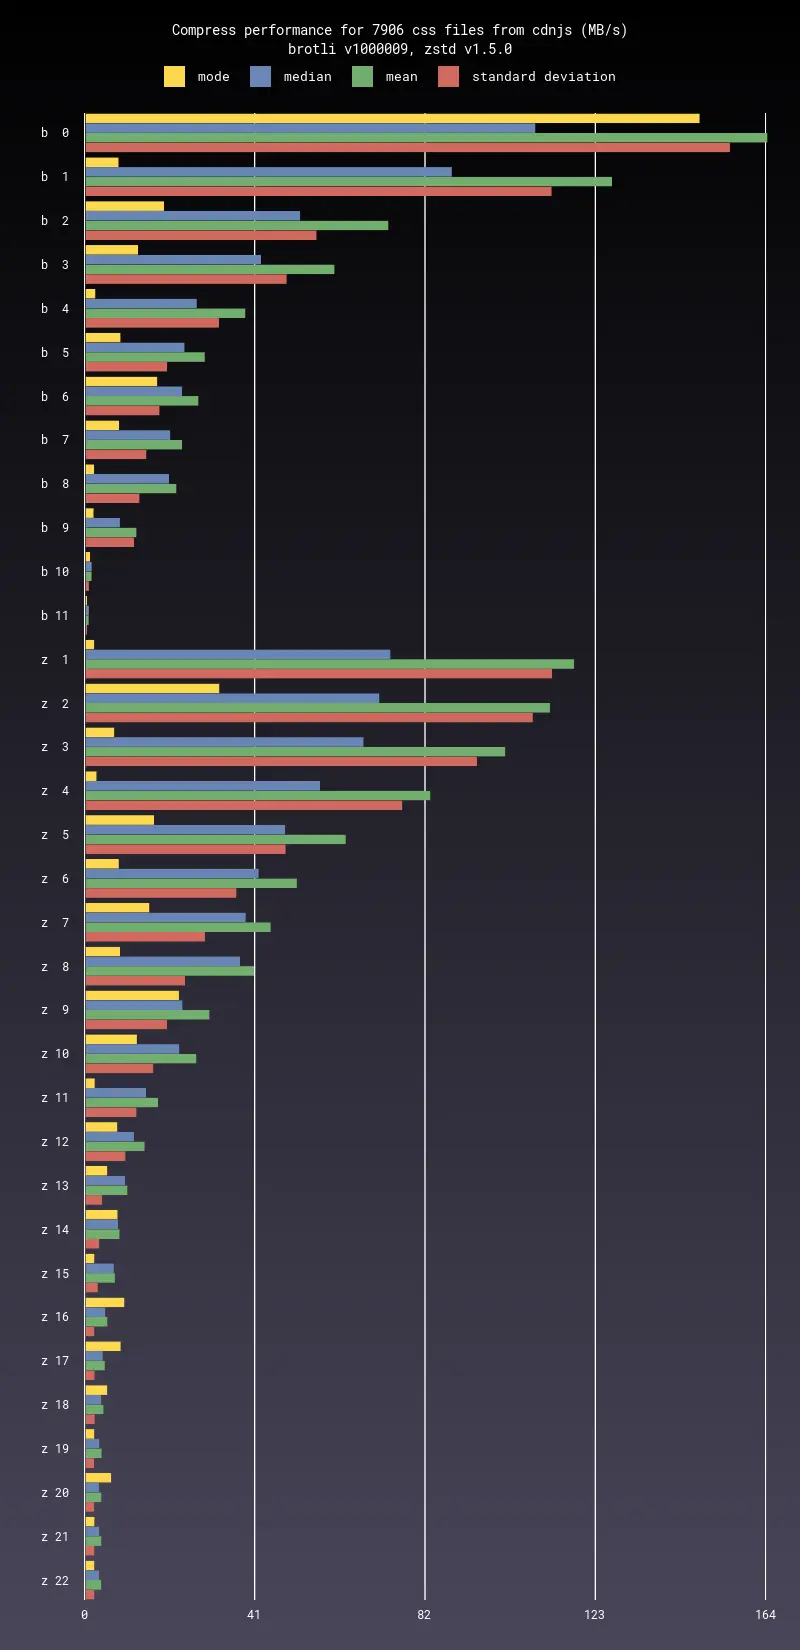 Compress performance for 7906 css files from cdnjs (MB/s)
brotli v1000009, zstd v1.5.0
mode median mean standard deviation
b 0
b 1
b 2
b 3
b 4
b 5
b 6
b 7
b 8
b 9
b 10
b 11
z 1
z 2
z 3
z 4
z 5
z 6
z 7
z 8
z 9
z 10
z 11
z 12
z 13
z 14
z 15
z 16
z 17
z 18
z 19
z 20
z 21
z 22
0 41 82 123 164